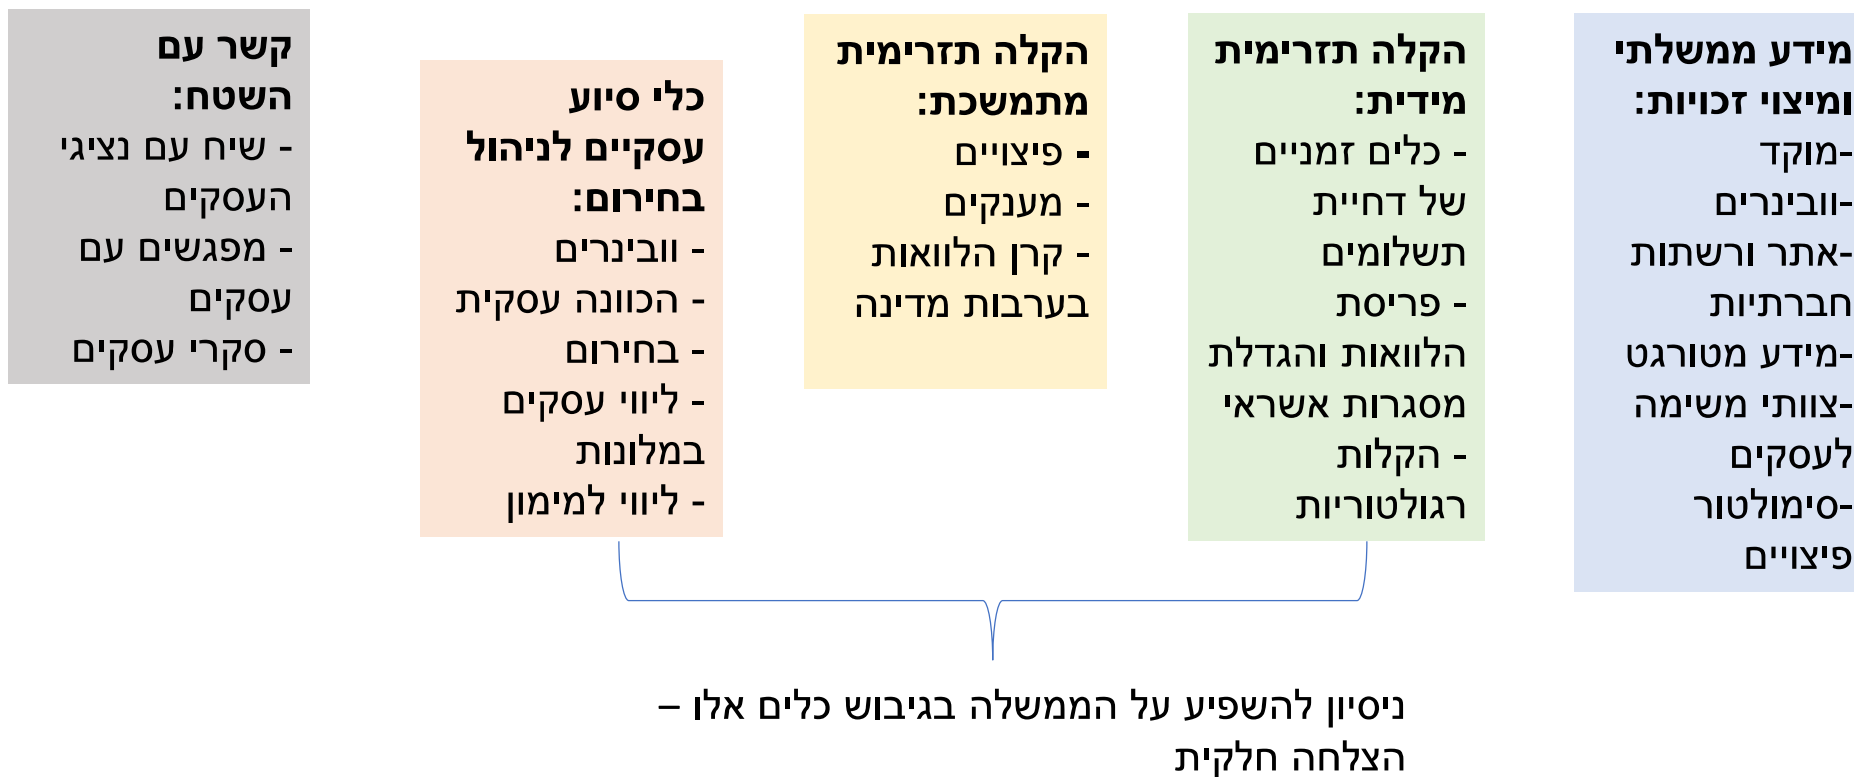 מידע ממשלתי
ומיצוי זכויות:
-מוקד
-וובינרים
-אתר ורשתות
חברתיות
-מידע מטורגט
-צוותי משימה
לעסקים
-סימולטור
פיצויים
הקלה תזרימית
מידית:
- כלים זמניים
של דחיית
תשלומים
- פריסת
הלוואות והגדלת
מסגרות אשראי
- הקלות
רגולטוריות
הקלה תזרימית
מתמשכת:
- פיצויים
- מענקים
- קרן הלוואות
בערבות מדינה
כלי סיוע
עסקיים לניהול
בחירום:
- וובינרים
- הכוונה עסקית
- בחירום
- ליווי עסקים
במלונות
- ליווי למימון
קשר עם
השטח:
- שיח עם נציגי
העסקים
- מפגשים עם
עסקים
- סקרי עסקים
ניסיון להשפיע על הממשלה בגיבוש כלים אלו –
הצלחה חלקית